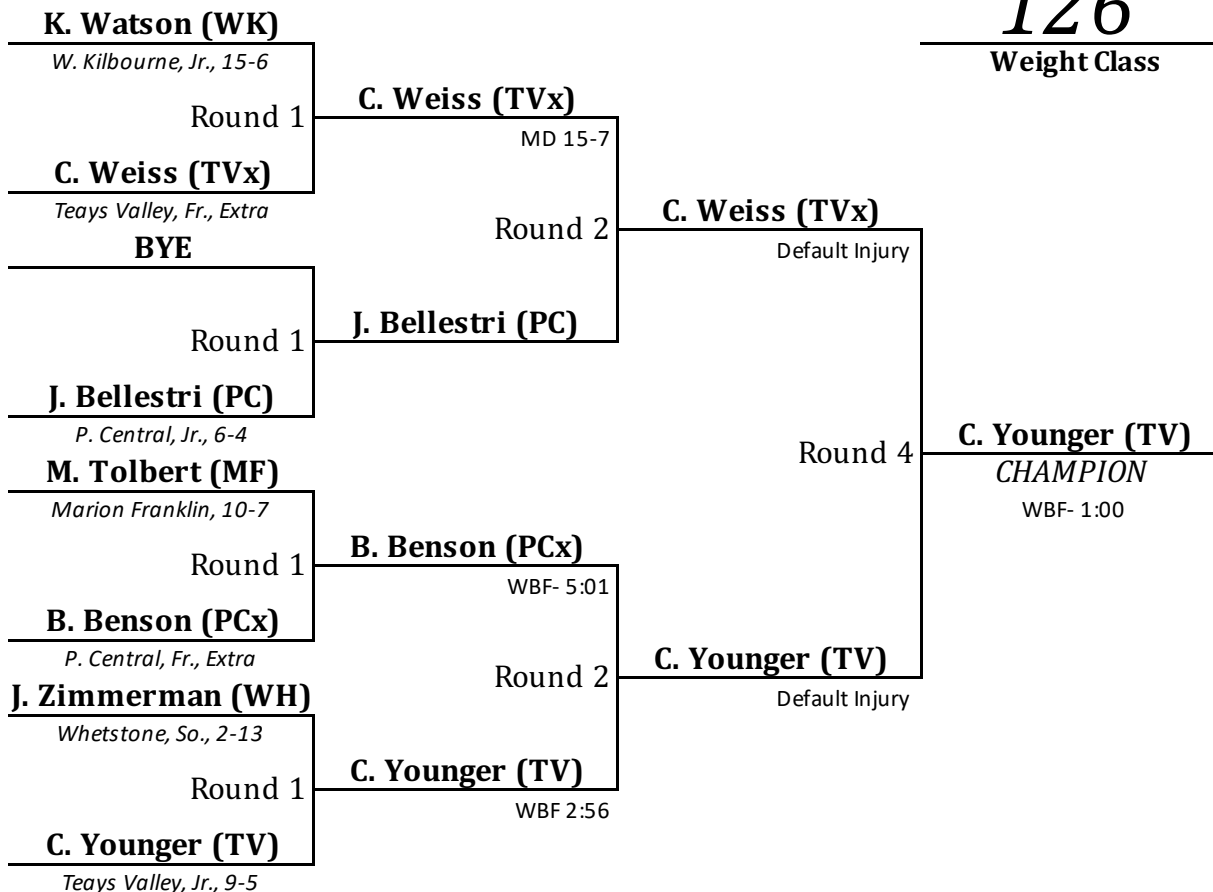 K. Watson (WK)
126
W. Kilbourne, Jr., 15-6
Weight Class
Round 1
C. Weiss (TVx)
MD 15-7
C. Weiss (TVx)
Teays Valley, Fr., Extra
Round 2
C. Weiss (TVx)
Default Injury
BYE
Round 1
J. Bellestri (PC)
J. Bellestri (PC)
P. Central, Jr., 6-4
Round 4
C. Younger (TV)
CHAMPION
WBF- 1:00
M. Tolbert (MF)
Marion Franklin, 10-7
Round 1
B. Benson (PCx)
WBF- 5:01
B. Benson (PCx)
P. Central, Fr., Extra
Round 2
C. Younger (TV)
Default Injury
J. Zimmerman (WH)
Whetstone, So., 2-13
Round 1
C. Younger (TV)
WBF 2:56
C. Younger (TV)
Teays Valley, Jr., 9-5